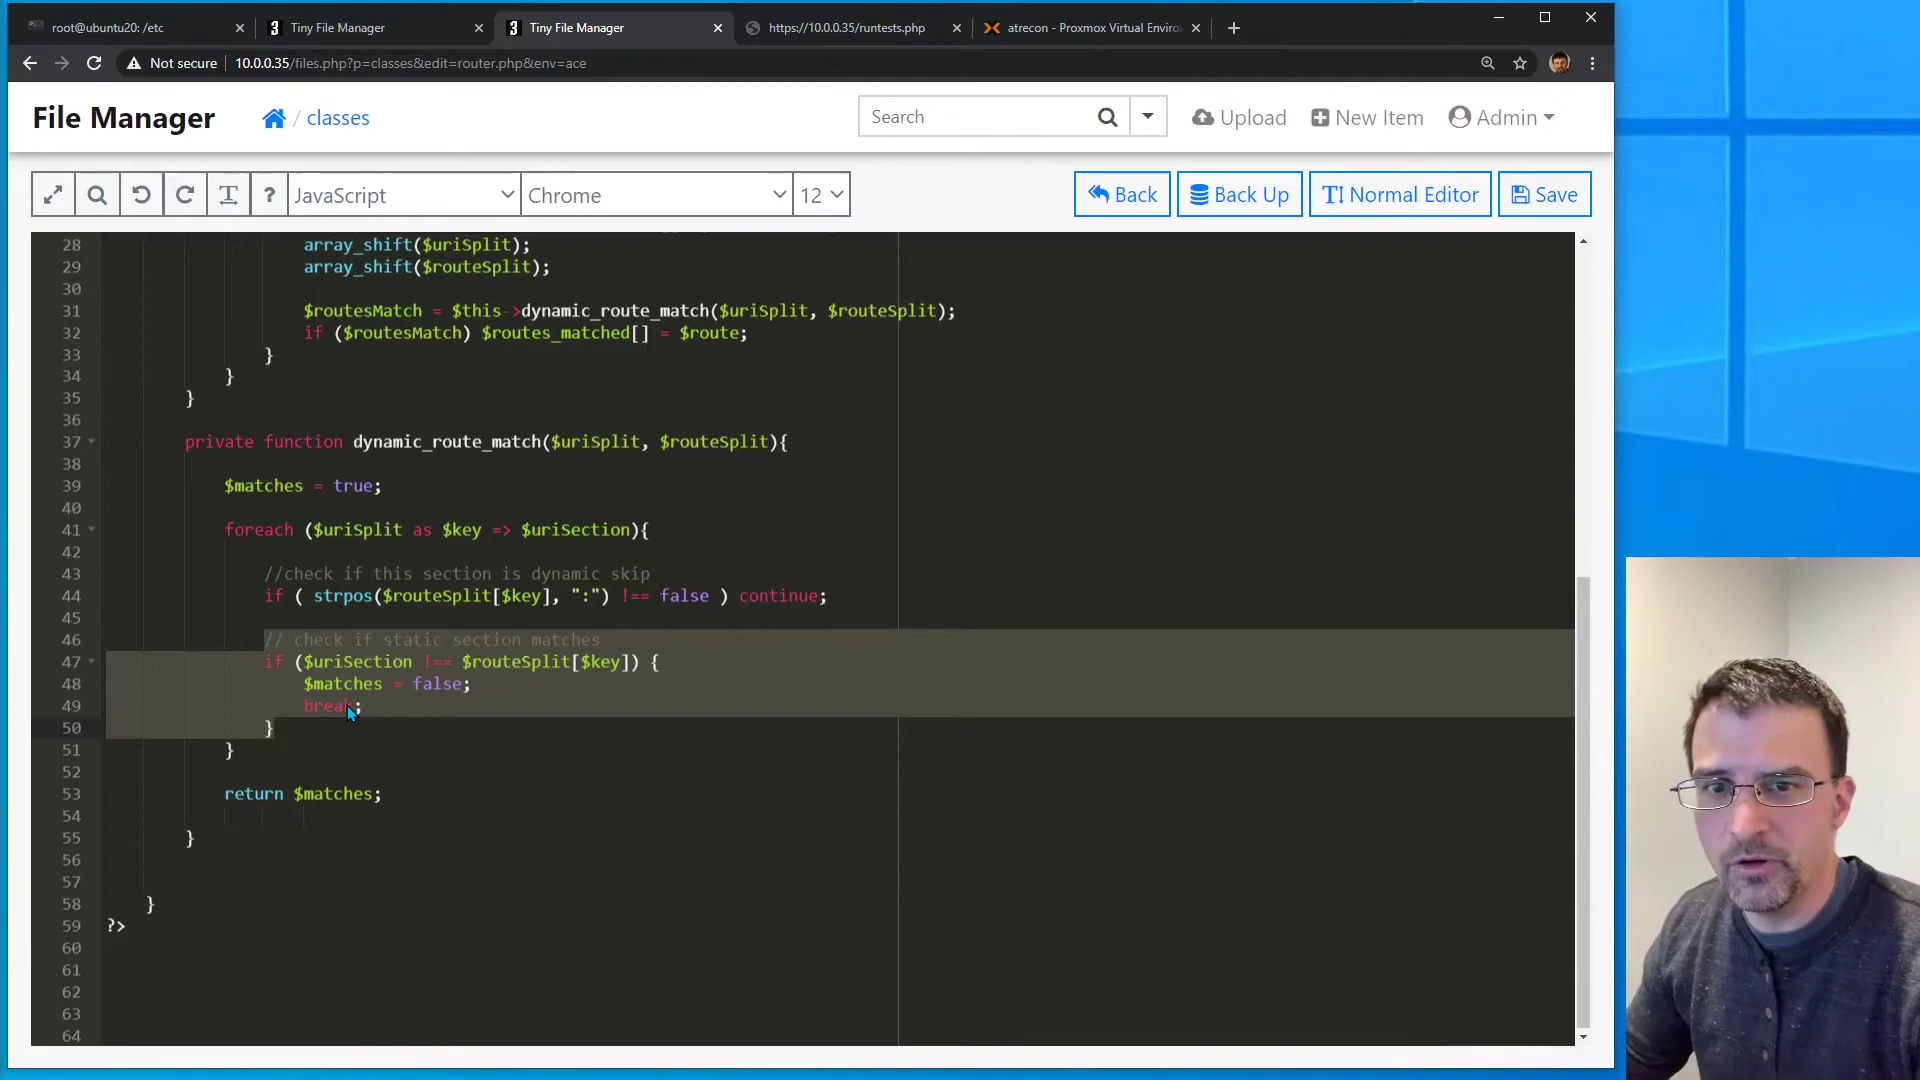 root@ubuntu20: /etc
Tiny File Manager
Tiny File Manager
https://10.0.0.35/runtests.php
atrecon - Proxmox Virtual Enviro
Not secure
10.0.0.35/files.php?p=classes&edit=router.php&env=ace
File Manager
/ classes
Search
Upload
New Item
Admin
?
JavaScript
Chrome
12
Back
Back Up
Normal Editor
Save
28 array_shift($uriSplit);
29 array_shift($routeSplit);
30
31 $routesMatch = $this->dynamic_route_match($uriSplit, $routeSplit);
32 if ($routesMatch) $routes_matched[] = $route;
33 }
34 }
35 }
36
37 private function dynamic_route_match($uriSplit, $routeSplit){
38
39 $matches = true;
40
41 foreach ($uriSplit as $key => $uriSection){
42
43 //check if this section is dynamic skip
44 if ( strpos($routeSplit[$key], ":") !== false ) continue;
45
46 // check if static section matches
47 if ($uriSection !== $routeSplit[$key]) {
48 $matches = false;
49 break;
50 }
51 }
52
53 return $matches;
54
55 }
56
57
58 }
59 ?>
60
61
62
63
64